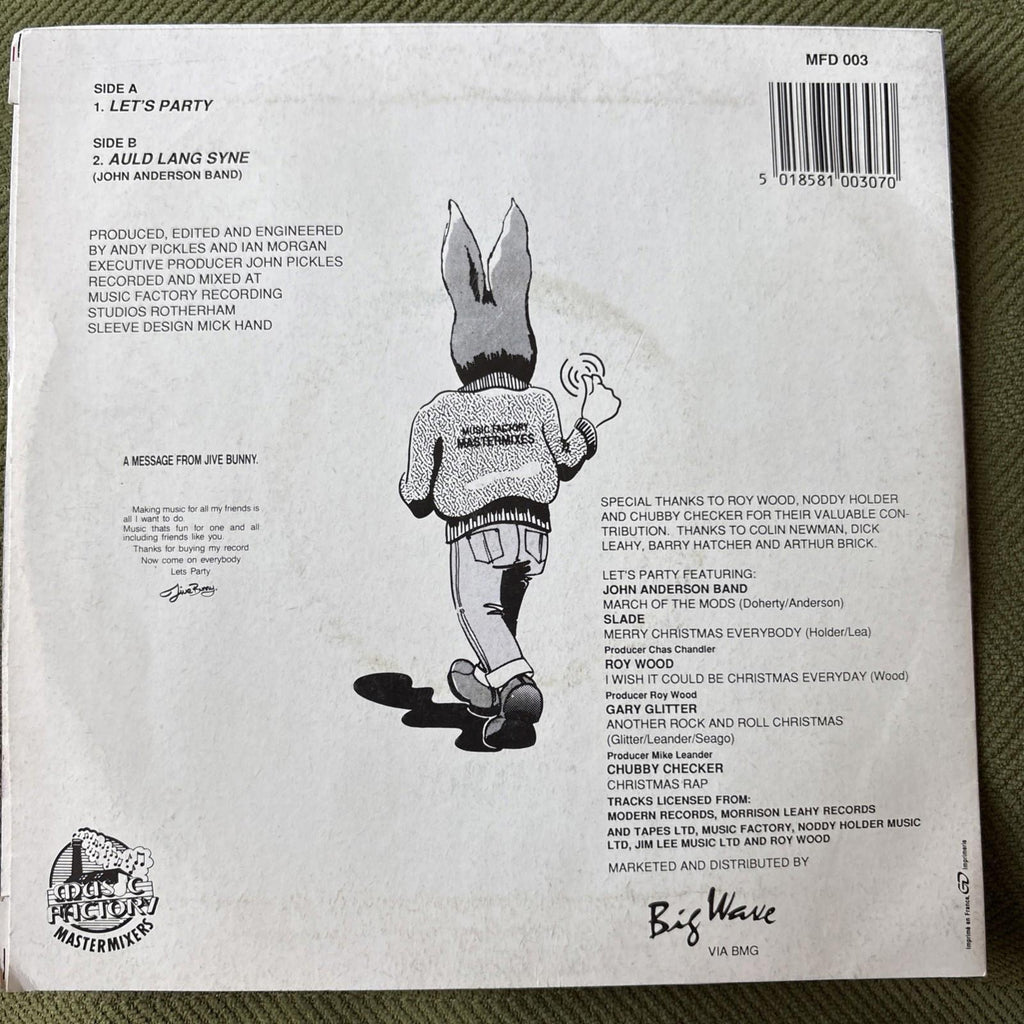 MFD 003
5 018581 003070
SIDE A
1. LET'S PARTY
SIDE B
2. AULD LANG SYNE
(JOHN ANDERSON BAND)
PRODUCED, EDITED AND ENGINEERED
BY ANDY PICKLES AND IAN MORGAN
EXECUTIVE PRODUCER JOHN PICKLES
RECORDED AND MIXED AT
MUSIC FACTORY RECORDING
STUDIOS ROTHERHAM
SLEEVE DESIGN MICK HAND
MUSIC FACTORY
MASTERMIXES
A MESSAGE FROM JIVE BUNNY.
Making music for all my friends is
all I want to do
Music thats fun for one and all
including friends like you
Thanks for buying my record
Now come on everybody
Lets Party
Jive Bunny.
SPECIAL THANKS TO ROY WOOD, NODDY HOLDER
AND CHUBBY CHECKER FOR THEIR VALUABLE CON-
TRIBUTION. THANKS TO COLIN NEWMAN, DICK
LEAHY, BARRY HATCHER AND ARTHUR BRICK.
LET'S PARTY FEATURING:
JOHN ANDERSON BAND
MARCH OF THE MODS (Doherty/Anderson)
SLADE
MERRY CHRISTMAS EVERYBODY (Holder/Lea)
Producer Chas Chandler
ROY WOOD
I WISH IT COULD BE CHRISTMAS EVERYDAY (Wood)
Producer Roy Wood
GARY GLITTER
ANOTHER ROCK AND ROLL CHRISTMAS
(Glitter/Leander/Seago)
Producer Mike Leander
CHUBBY CHECKER
CHRISTMAS RAP
TRACKS LICENSED FROM:
MODERN RECORDS, MORRISON LEAHY RECORDS
AND TAPES LTD, MUSIC FACTORY, NODDY HOLDER MUSIC
LTD, JIM LEE MUSIC LTD AND ROY WOOD
MARKETED AND DISTRIBUTED BY
Big Wave
VIA BMG
MUSIC
FACTORY
MASTERMIXERS
Imprimé en France. GD Imprimerie